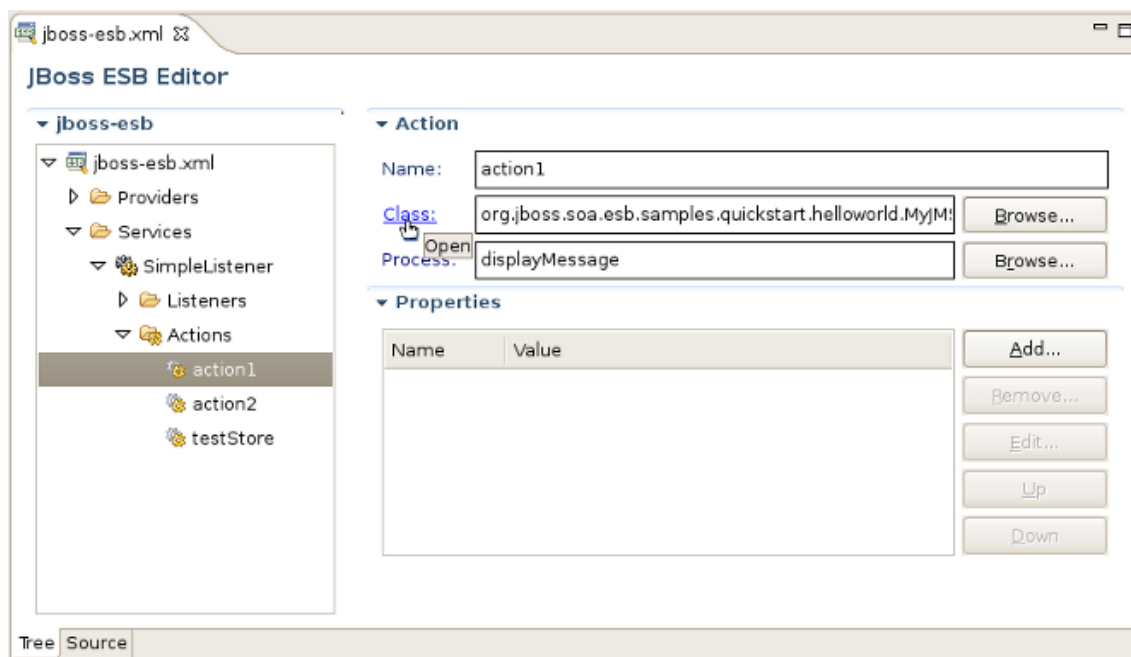 jboss-esb.xml
JBoss ESB Editor
jboss-esb
jboss-esb.xml
Providers
Services
SimpleListener
Listeners
Actions
action1
action2
testStore
Action
Name: action1
Class: org.jboss.soa.esb.samples.quickstart.helloworld.MyJMS Browse...
Open
Process: displayMessage Browse...
Properties
Name Value
Add...
Remove...
Edit...
Up
Down
Tree Source